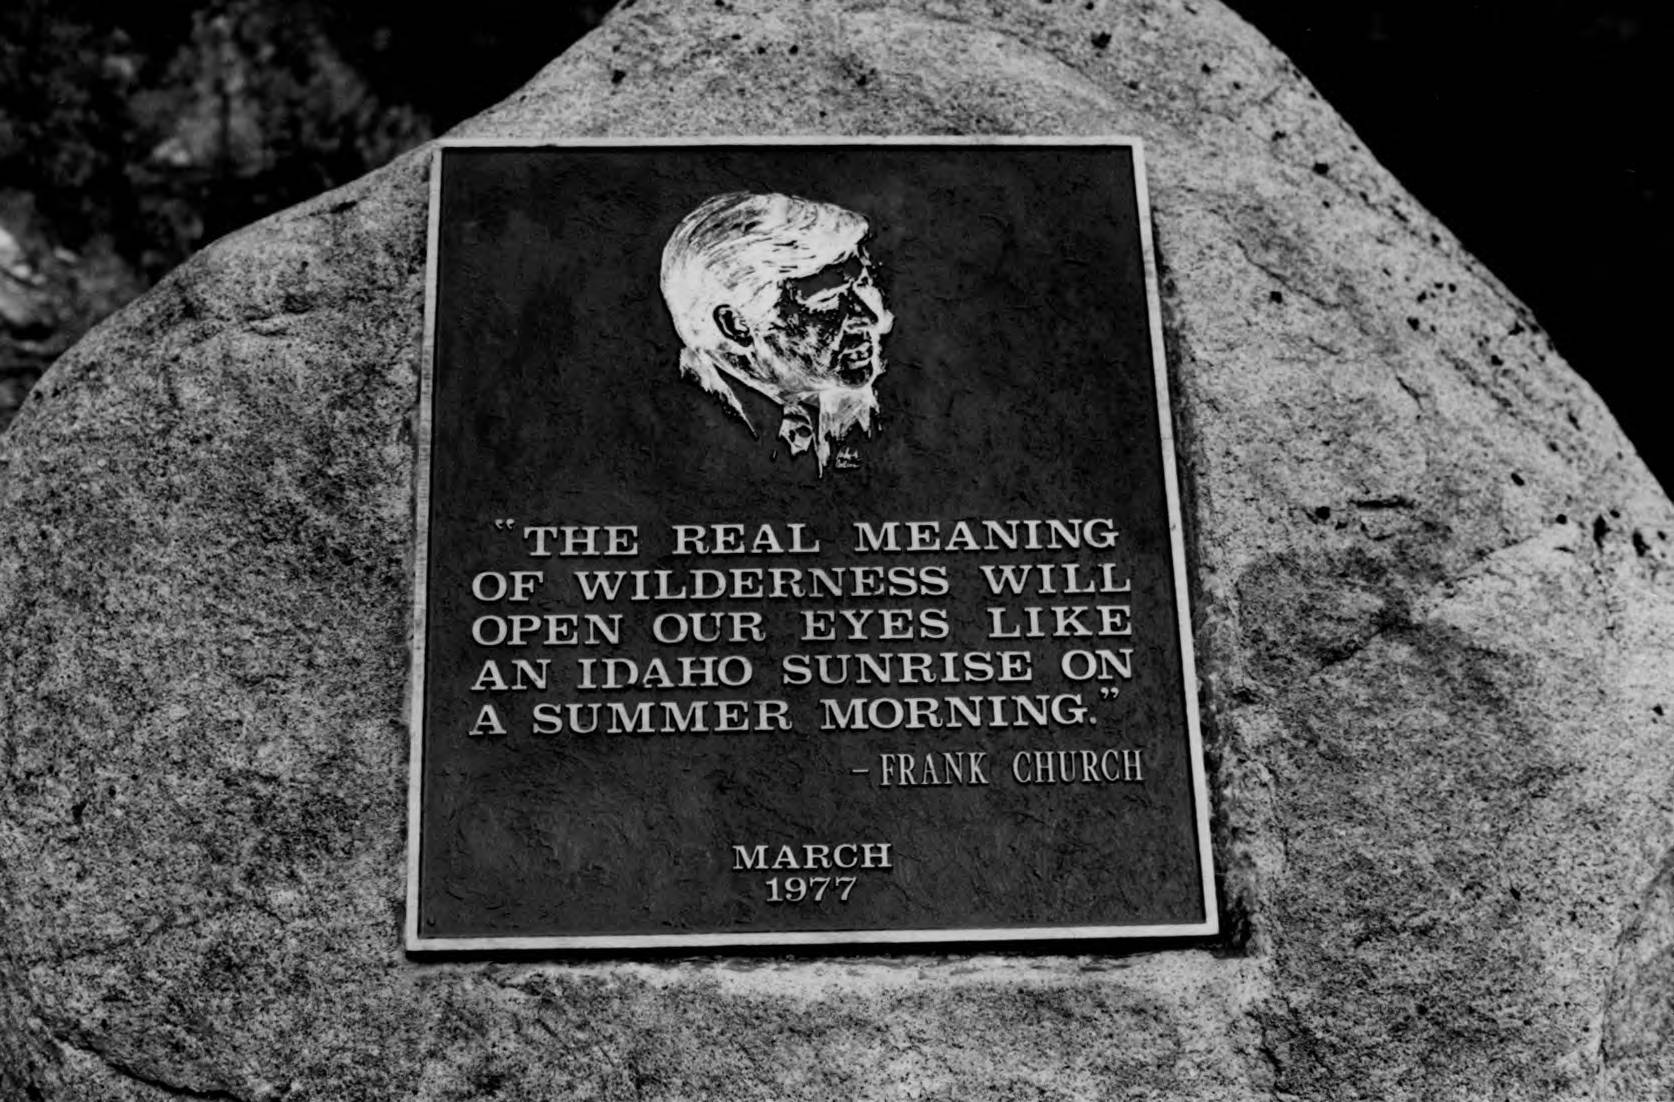 “THE REAL MEANING
OF WILDERNESS WILL
OPEN OUR EYES LIKE
AN IDAHO SUNRISE ON
A SUMMER MORNING.”
– FRANK CHURCH
MARCH
1977